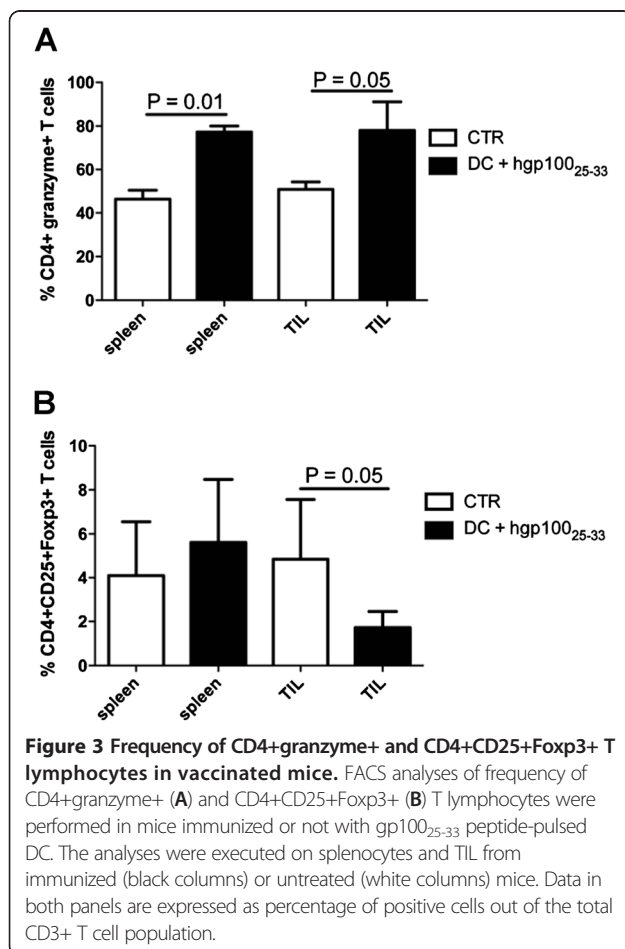 A
% CD4+ granzyme+ T cells
100
80
60
40
20
0
P = 0.01
P = 0.05
CTR
DC + hgp100₂₅₋₃₃
spleen
spleen
TIL
TIL
B
% CD4+CD25+Foxp3+ T cells
10
8
6
4
2
0
P = 0.05
CTR
DC + hgp100₂₅₋₃₃
spleen
spleen
TIL
TIL
Figure 3 Frequency of CD4+granzyme+ and CD4+CD25+Foxp3+ T
lymphocytes in vaccinated mice. FACS analyses of frequency of
CD4+granzyme+ (A) and CD4+CD25+Foxp3+ (B) T lymphocytes were
performed in mice immunized or not with gp100₂₅₋₃₃ peptide-pulsed
DC. The analyses were executed on splenocytes and TIL from
immunized (black columns) or untreated (white columns) mice. Data in
both panels are expressed as percentage of positive cells out of the total
CD3+ T cell population.